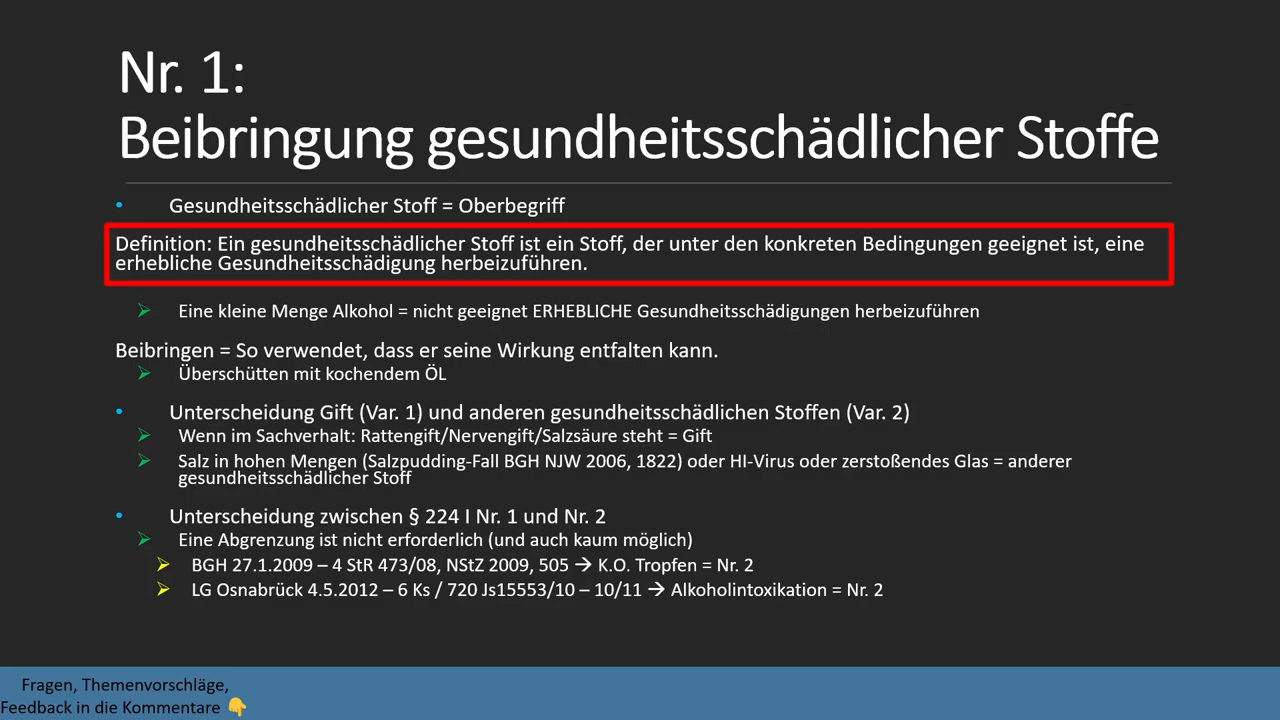 Nr. 1:
Beibringung gesundheitsschädlicher Stoffe
• Gesundheitsschädlicher Stoff = Oberbegriff
Definition: Ein gesundheitsschädlicher Stoff ist ein Stoff, der unter den konkreten Bedingungen geeignet ist, eine
erhebliche Gesundheitsschädigung herbeizuführen.
➢ Eine kleine Menge Alkohol = nicht geeignet ERHEBLICHE Gesundheitsschädigungen herbeizuführen
Beibringen = So verwendet, dass er seine Wirkung entfalten kann.
➢ Überschütten mit kochendem ÖL
• Unterscheidung Gift (Var. 1) und anderen gesundheitsschädlichen Stoffen (Var. 2)
➢ Wenn im Sachverhalt: Rattengift/Nervengift/Salzsäure steht = Gift
➢ Salz in hohen Mengen (Salzpudding-Fall BGH NJW 2006, 1822) oder HI-Virus oder zerstoßendes Glas = anderer
gesundheitsschädlicher Stoff
• Unterscheidung zwischen § 224 I Nr. 1 und Nr. 2
➢ Eine Abgrenzung ist nicht erforderlich (und auch kaum möglich)
➢ BGH 27.1.2009 – 4 StR 473/08, NStZ 2009, 505 → K.O. Tropfen = Nr. 2
➢ LG Osnabrück 4.5.2012 – 6 Ks / 720 Js15553/10 – 10/11 → Alkoholintoxikation = Nr. 2
Fragen, Themenvorschläge,
Feedback in die Kommentare 👇